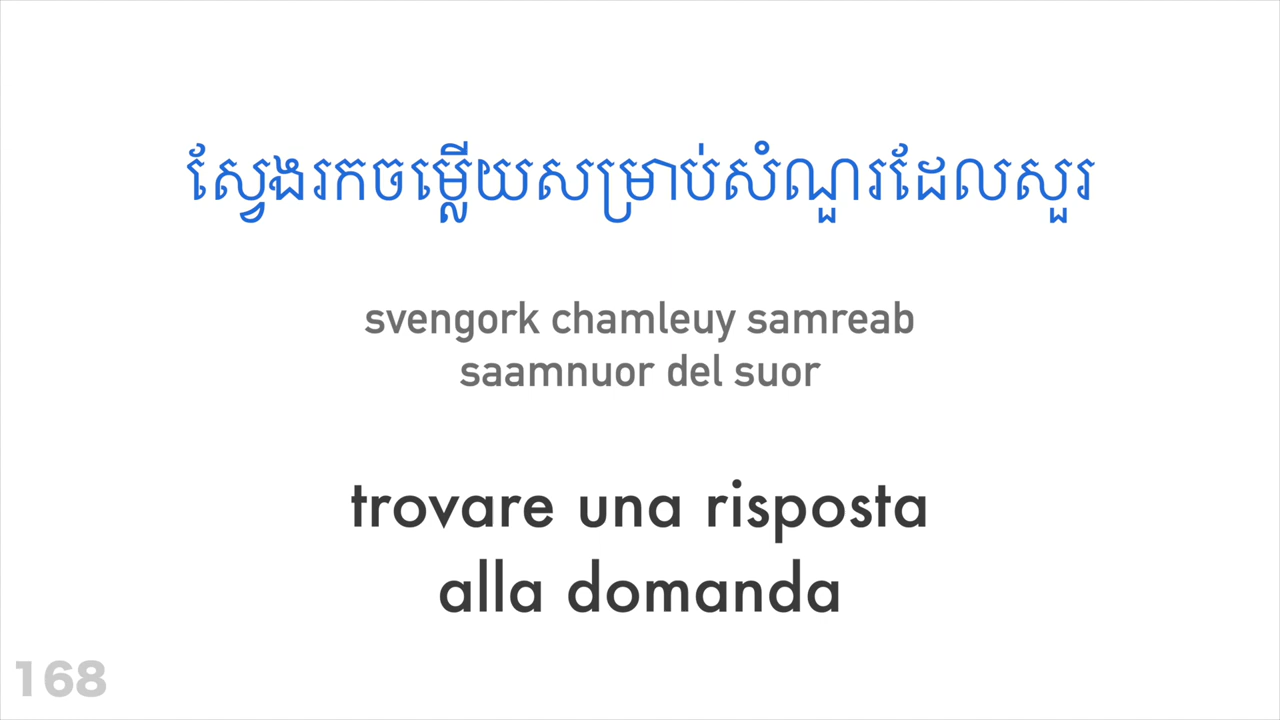 ស្វែងរកចម្លើយសម្រាប់សំណួរដែលសួរ
svengork chamleuy samreab
saamnuor del suor
trovare una risposta
alla domanda
168